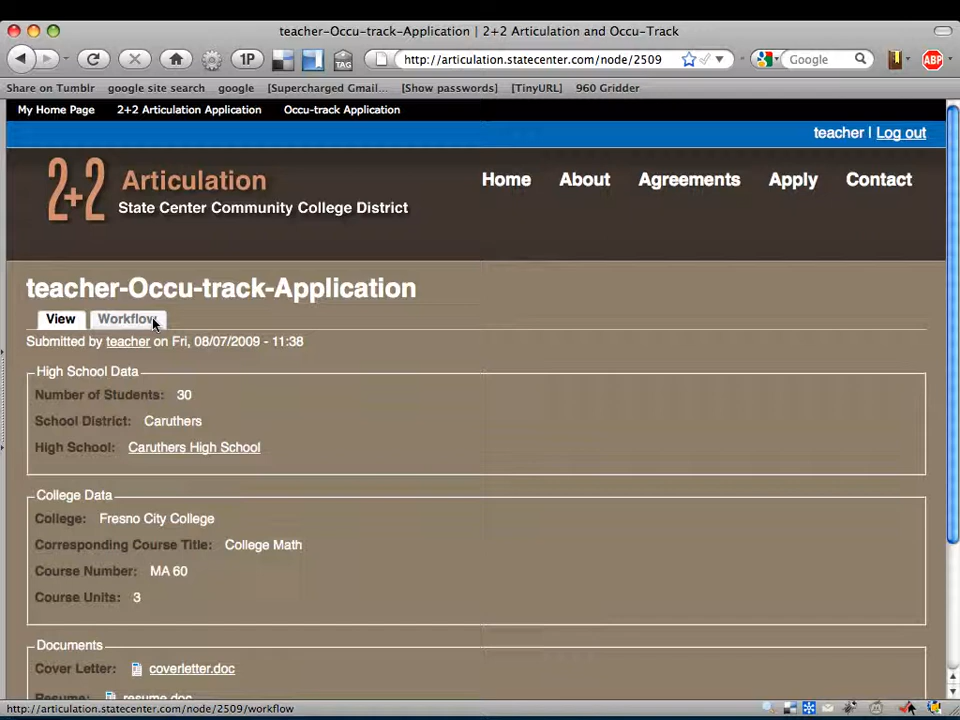 teacher-Occu-track-Application | 2+2 Articulation and Occu-Track
1P
TAG
http://articulation.statecenter.com/node/2509
Google
ABP
Share on Tumblr google site search google [Supercharged Gmail... [Show passwords] [TinyURL] 960 Gridder
My Home Page 2+2 Articulation Application Occu-track Application
teacher | Log out
2+2 Articulation
State Center Community College District
Home About Agreements Apply Contact
teacher-Occu-track-Application
View Workflow
Submitted by teacher on Fri, 08/07/2009 - 11:38
High School Data
Number of Students: 30
School District: Caruthers
High School: Caruthers High School
College Data
College: Fresno City College
Corresponding Course Title: College Math
Course Number: MA 60
Course Units: 3
Documents
Cover Letter: coverletter.doc
Resume: resume.doc
http://articulation.statecenter.com/node/2509/workflow